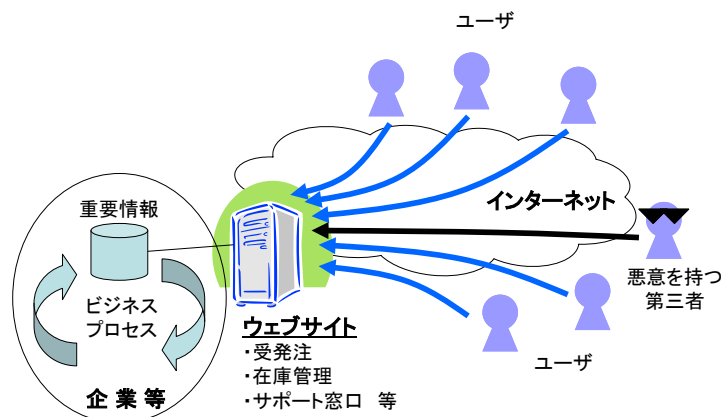 ユーザ
重要情報
インターネット
悪意を持つ
第三者
ビジネス
プロセス
ウェブサイト
・受発注
・在庫管理
・サポート窓口 等
ユーザ
企業等